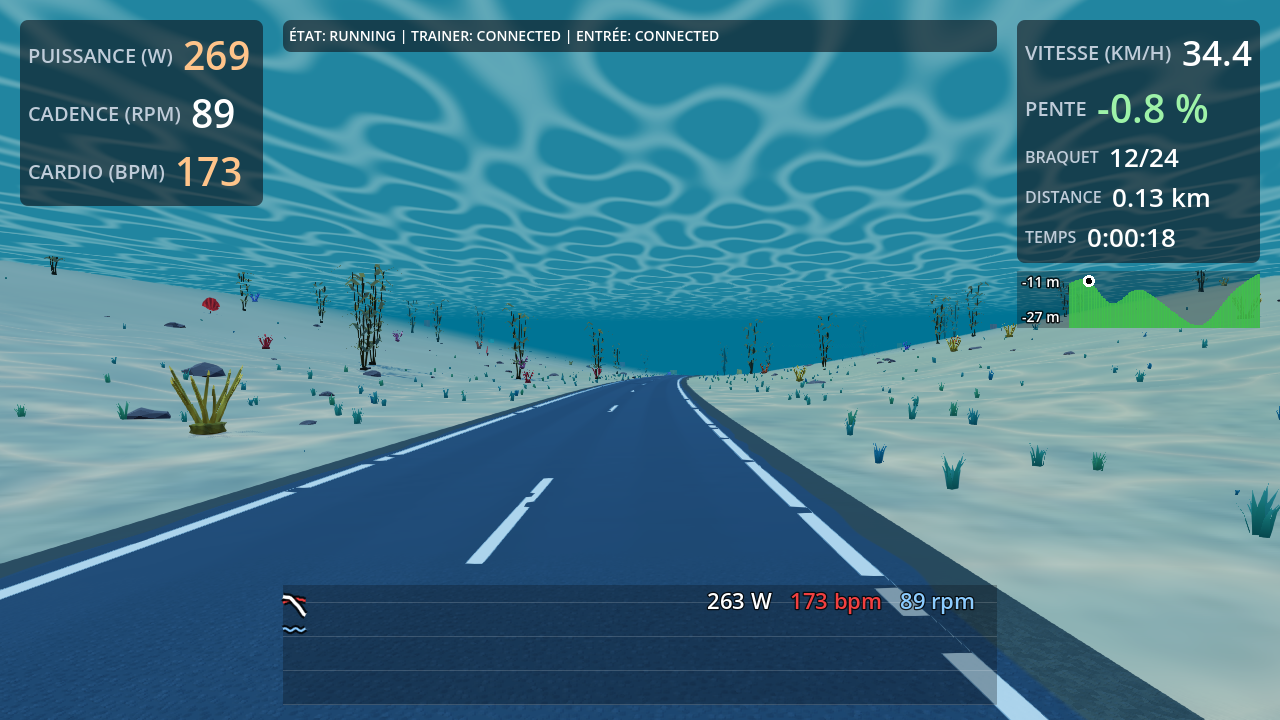 PUISSANCE (W) 269
CADENCE (RPM) 89
CARDIO (BPM) 173
ÉTAT: RUNNING | TRAINER: CONNECTED | ENTRÉE: CONNECTED
VITESSE (KM/H) 34.4
PENTE -0.8 %
BRAQUET 12/24
DISTANCE 0.13 km
TEMPS 0:00:18
-11 m
-27 m
263 W 173 bpm 89 rpm